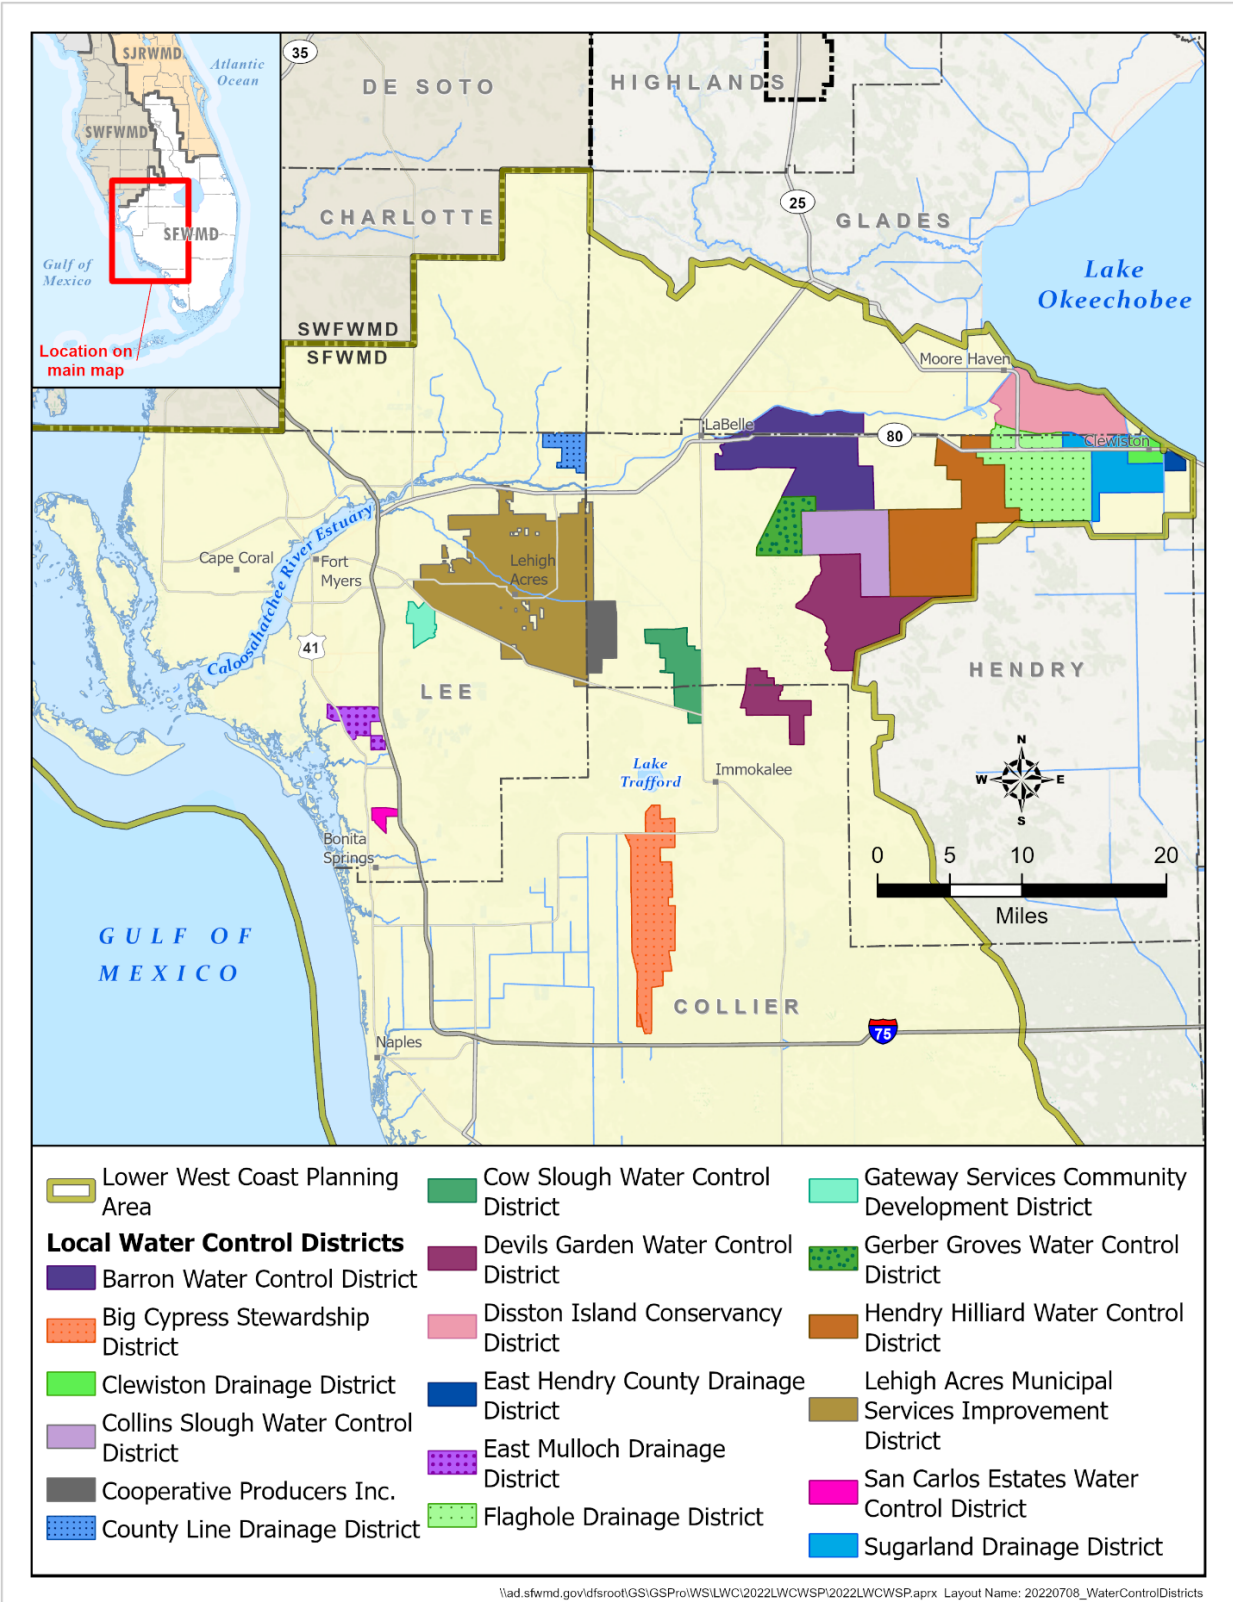 SJRWMD
Atlantic
Ocean
SWFWMD
SFWMD
Gulf of
Mexico
Location on
main map
35
DE SOTO
HIGHLANDS
CHARLOTTE
25
GLADES
Lake
Okeechobee
SWFWMD
SFWMD
Moore Haven
LaBelle
80
Clewiston
Caloosahatchee River Estuary
Cape Coral
Fort
Myers
Lehigh
Acres
41
LEE
HENDRY
N
W
E
S
Lake
Trafford
Immokalee
Bonita
Springs
0 5 10 20
Miles
GULF OF
MEXICO
COLLIER
75
Naples
Lower West Coast Planning
Area
Local Water Control Districts
Barron Water Control District
Big Cypress Stewardship
District
Clewiston Drainage District
Collins Slough Water Control
District
Cooperative Producers Inc.
County Line Drainage District
Cow Slough Water Control
District
Devils Garden Water Control
District
Disston Island Conservancy
District
East Hendry County Drainage
District
East Mulloch Drainage
District
Flaghole Drainage District
Gateway Services Community
Development District
Gerber Groves Water Control
District
Hendry Hilliard Water Control
District
Lehigh Acres Municipal
Services Improvement
District
San Carlos Estates Water
Control District
Sugarland Drainage District
\\ad.sfwmd.gov\dfsroot\GS\GSPro\WS\LWC\2022LWCWSP\2022LWCWSP.aprx Layout Name: 20220708_WaterControlDistricts